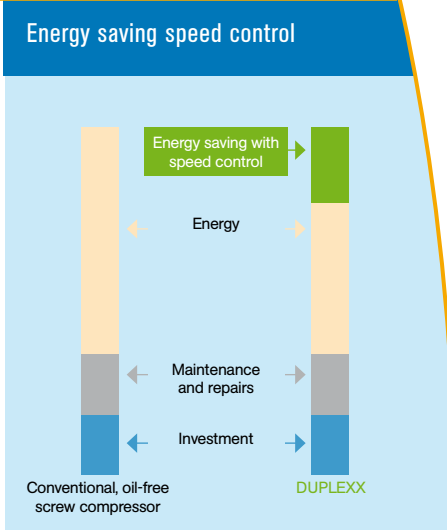 Energy saving speed control
Energy saving with
speed control
Energy
Maintenance
and repairs
Investment
Conventional, oil-free
screw compressor
DUPLEXX